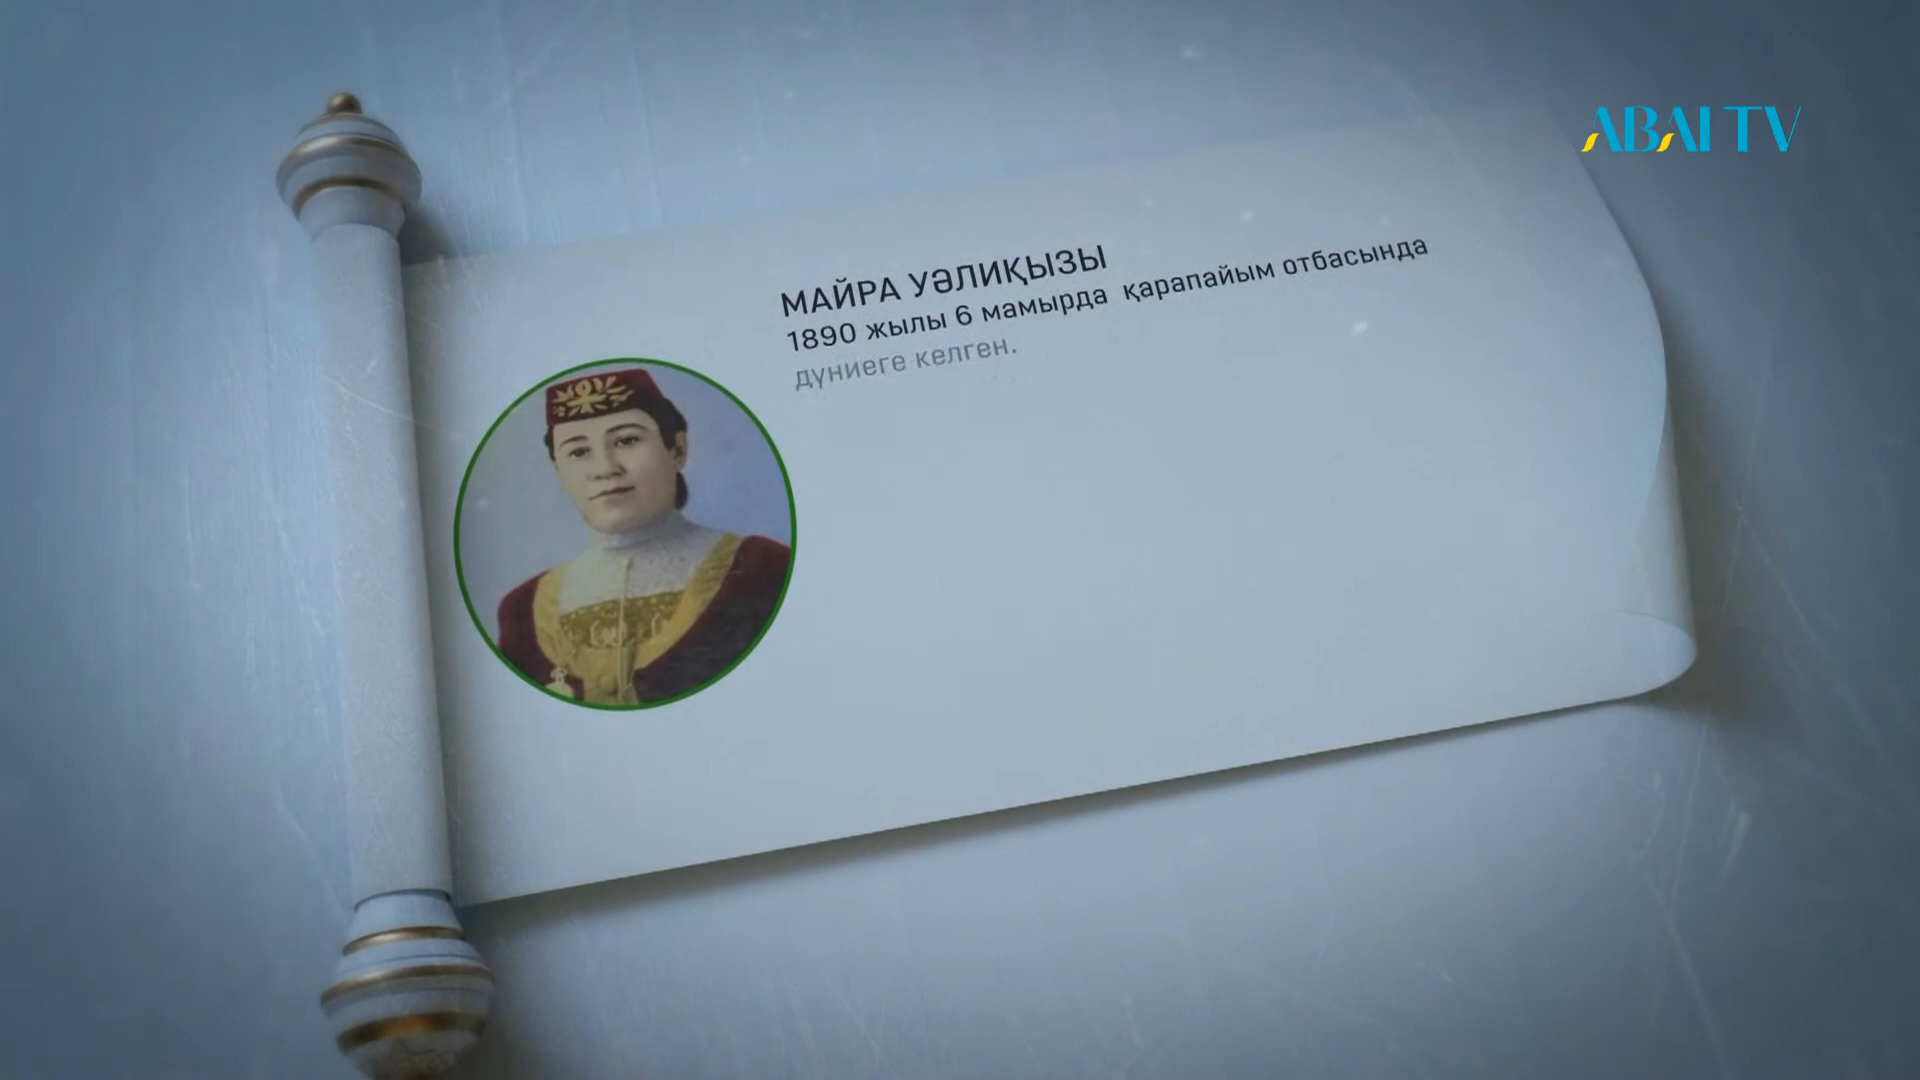 ABAI TV
МАЙРА УӘЛИҚЫЗЫ
1890 жылы 6 мамырда қарапайым отбасында
дүниеге келген.